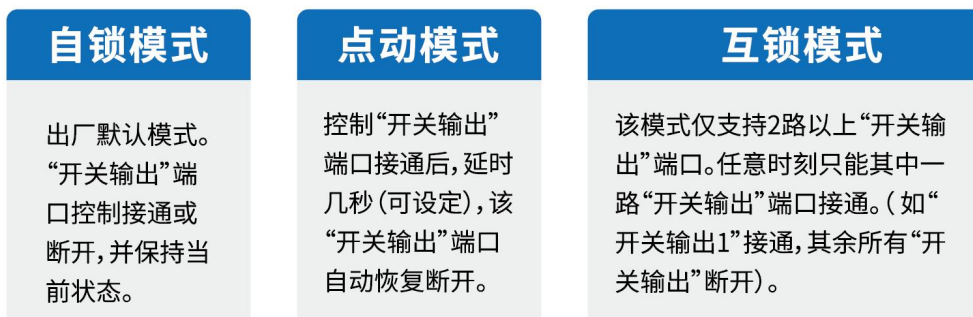 自锁模式
出厂默认模式。
“开关输出”端
口控制接通或
断开,并保持当
前状态。
点动模式
控制“开关输出”
端口接通后,延时
几秒(可设定),该
“开关输出”端口
自动恢复断开。
互锁模式
该模式仅支持2路以上“开关输
出”端口。任意时刻只能其中一
路“开关输出”端口接通。(如“
开关输出1”接通,其余所有“开
关输出”断开)。